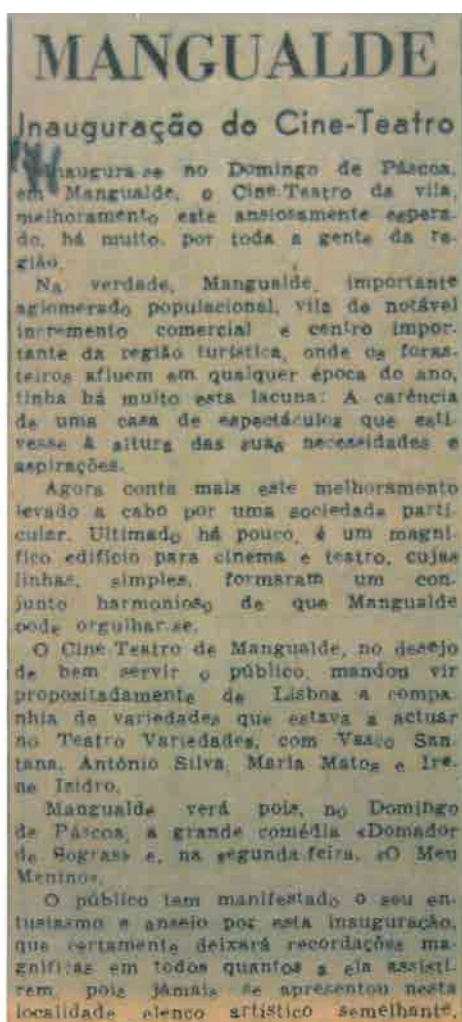 MANGUALDE
Inauguração do Cine-Teatro
Inaugura-se no Domingo de Páscoa,
em Mangualde, o Cine-Teatro da vila,
melhoramento este ansiosamente espera-
do, há muito, por toda a gente da re-
gião.
Na verdade, Mangualde, importante
aglomerado populacional, vila de notável
incremento comercial e centro impor-
tante da região turística, onde os foras-
teiros afluem em qualquer época do ano,
tinha há muito esta lacuna: A carência
de uma casa de espectáculos que esti-
vesse à altura das suas necessidades e
aspirações.
Agora conta mais este melhoramento
levado a cabo por uma sociedade parti-
cular. Ultimado há pouco, é um magní-
fico edifício para cinema e teatro, cujas
linhas, simples, formaram um con-
junto harmonioso de que Mangualde
pode orgulhar-se.
O Cine-Teatro de Mangualde, no desejo
de bem servir o público, mandou vir
propositadamente de Lisboa a compa-
nhia de variedades que estava a actuar
no Teatro Variedades, com Vasco San-
tana, António Silva, Maria Matos e Ire-
ne Isidro.
Mangualde verá pois, no Domingo
de Páscoa, a grande comédia «Domador
de Sogras» e, na segunda-feira, «O Meu
Menino».
O público tem manifestado o seu en-
tusiasmo e anseio por esta inauguração,
que certamente deixará recordações ma-
gníficas em todos quantos a ela assisti-
rem, pois jámais se apresentou nesta
localidade elenco artístico semelhante,